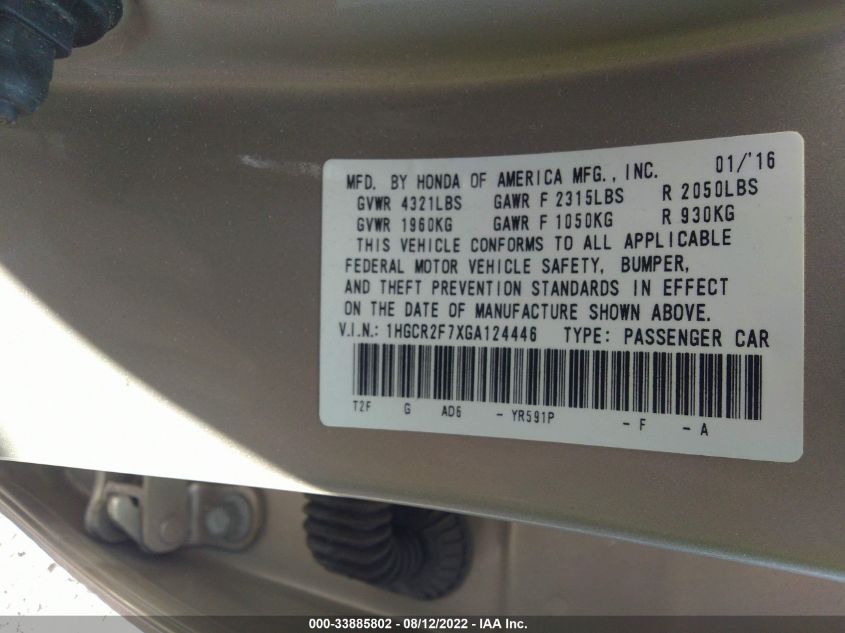 01/'16
MFD. BY HONDA OF AMERICA MFG., INC.
GVWR 4321LBS GAWR F 2315LBS R 2050LBS
GVWR 1960KG GAWR F 1050KG R 930KG
THIS VEHICLE CONFORMS TO ALL APPLICABLE
FEDERAL MOTOR VEHICLE SAFETY, BUMPER,
AND THEFT PREVENTION STANDARDS IN EFFECT
ON THE DATE OF MANUFACTURE SHOWN ABOVE.
V.I.N.: 1HGCR2F7XGA124446 TYPE: PASSENGER CAR
T2F G AD6 - YR591P - F - A
000-33885802 - 08/12/2022 - IAA Inc.